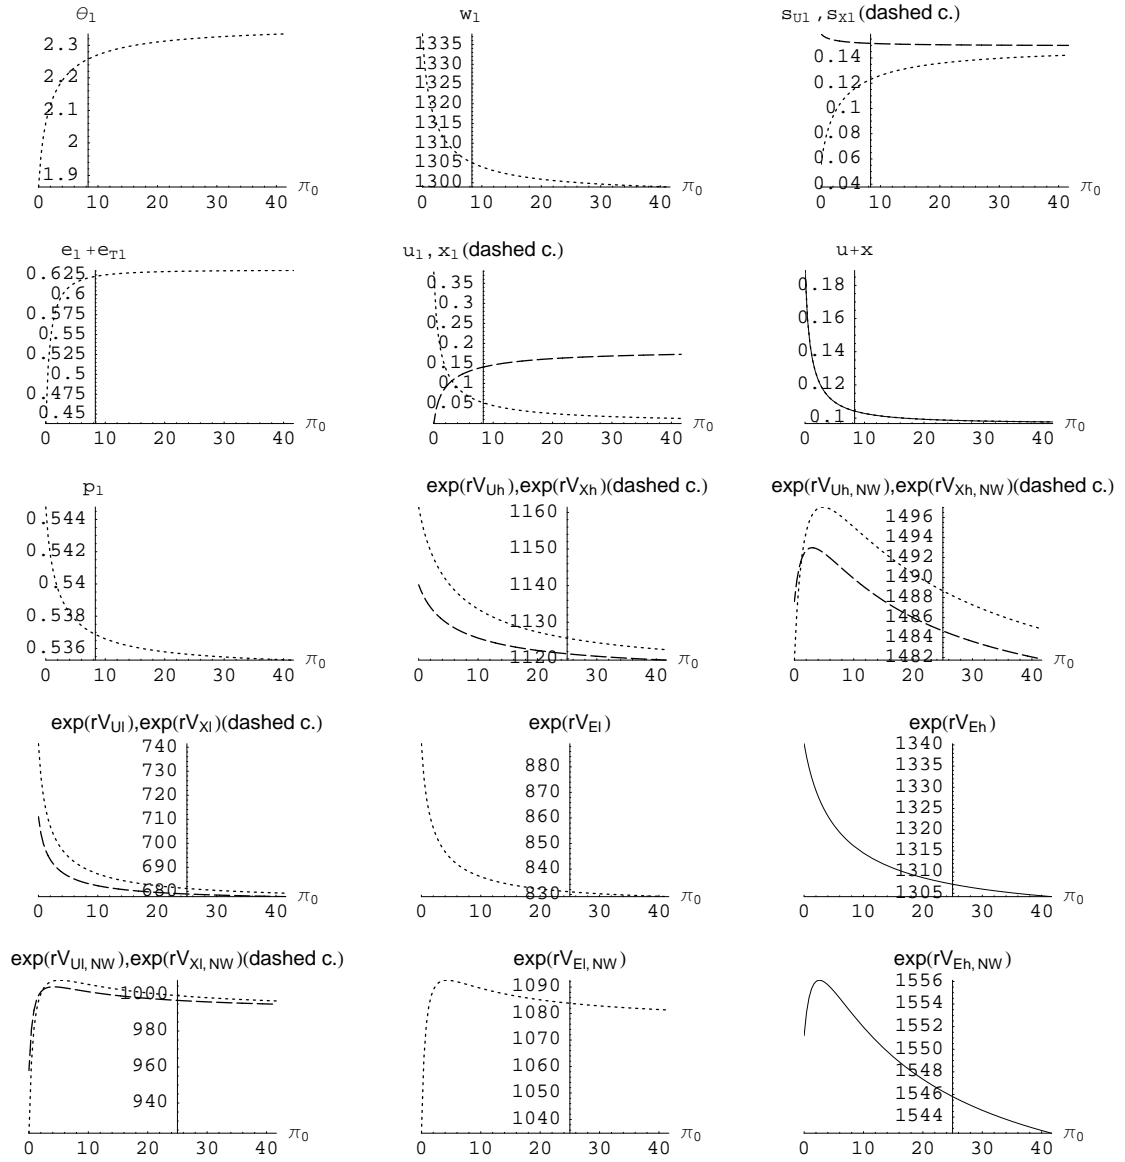 θ1 w1 sU1 , sX1 (dashed c.)
2.3 2.2 2.1 2 1.9 π0
0 10 20 30 40
1335 1330 1325 1320 1315 1310 1305 1300 π0
0 10 20 30 40
0.14 0.12 0.1 0.08 0.06 0.04 π0
0 10 20 30 40
e1 +eT1 u1 , x1 (dashed c.) u+x
0.625 0.6 0.575 0.55 0.525 0.5 0.475 0.45 π0
0 10 20 30 40
0.35 0.3 0.25 0.2 0.15 0.1 0.05 π0
0 10 20 30 40
0.18 0.16 0.14 0.12 0.1 π0
0 10 20 30 40
p1 exp(rVUh),exp(rVXh)(dashed c.) exp(rVUh, NW),exp(rVXh, NW)(dashed c.)
0.544 0.542 0.54 0.538 0.536 π0
0 10 20 30 40
1160 1150 1140 1130 1120 π0
0 10 20 30 40
1496 1494 1492 1490 1488 1486 1484 1482 π0
0 10 20 30 40
exp(rVUl),exp(rVXl)(dashed c.) exp(rVEl) exp(rVEh)
740 730 720 710 700 690 680 π0
0 10 20 30 40
880 870 860 850 840 830 π0
0 10 20 30 40
1340 1335 1330 1325 1320 1315 1310 1305 π0
0 10 20 30 40
exp(rVUl, NW),exp(rVXl, NW)(dashed c.) exp(rVEl, NW) exp(rVEh, NW)
1000 980 960 940 π0
0 10 20 30 40
1090 1080 1070 1060 1050 1040 π0
0 10 20 30 40
1556 1554 1552 1550 1548 1546 1544 π0
0 10 20 30 40